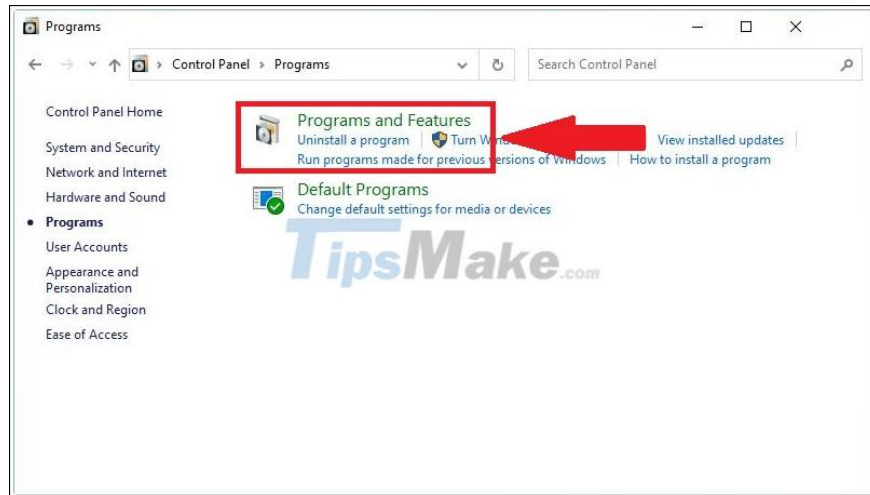 Programs
Control Panel > Programs
Search Control Panel
Control Panel Home
System and Security
Network and Internet
Hardware and Sound
Programs
User Accounts
Appearance and
Personalization
Clock and Region
Ease of Access
Programs and Features
Uninstall a program Turn View installed updates
Run programs made for previous versions of Windows How to install a program
Default Programs
Change default settings for media or devices
TipsMake.com